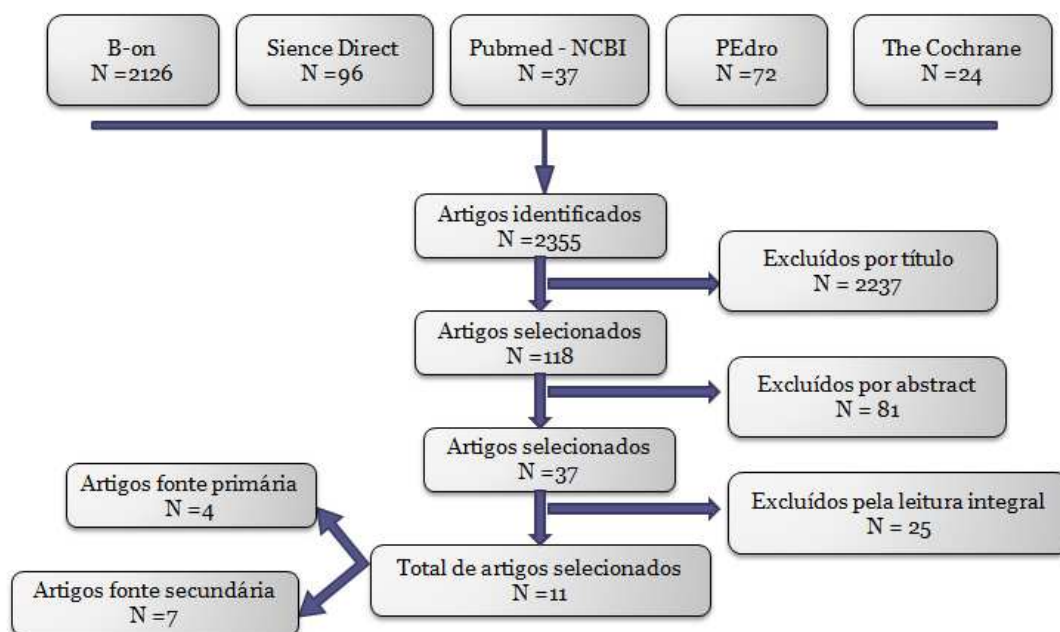 B-on
N =2126
Sience Direct
N =96
Pubmed - NCBI
N =37
PEdro
N =72
The Cochrane
N =24
Artigos identificados
N =2355
Excluídos por título
N = 2237
Artigos selecionados
N =118
Excluídos por abstract
N = 81
Artigos selecionados
N =37
Artigos fonte primária
N =4
Excluídos pela leitura integral
N = 25
Total de artigos selecionados
N =11
Artigos fonte secundária
N =7